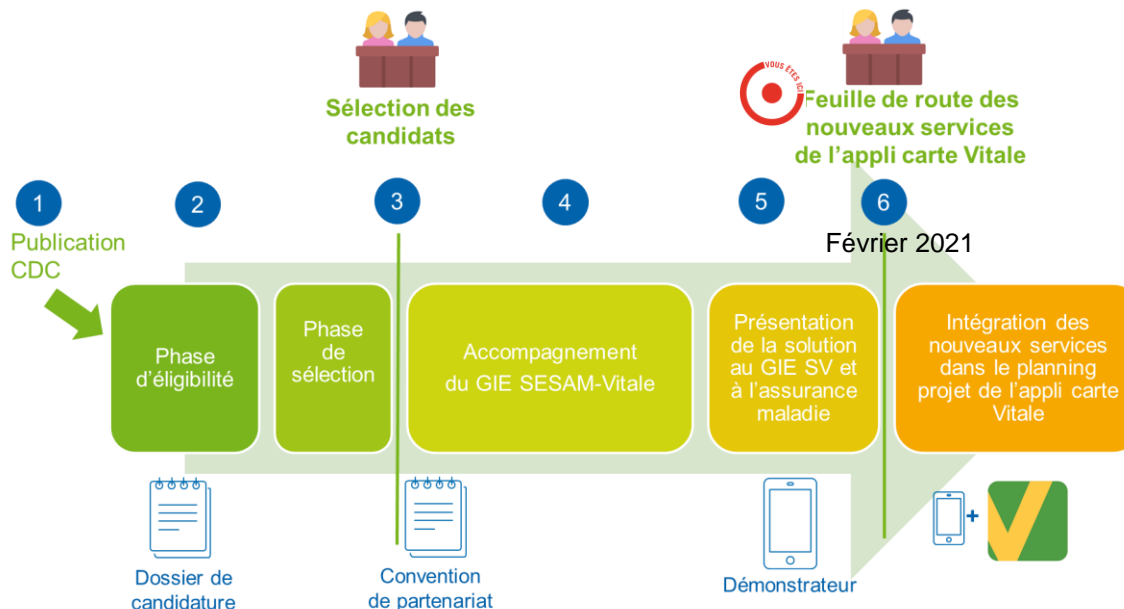 Sélection des
candidats
VOUS ÊTES ICI
Feuille de route des
nouveaux services
de l'appli carte Vitale
1
2
3
4
5
6
Publication
CDC
Février 2021
Phase
d'éligibilité
Phase
de
sélection
Accompagnement
du GIE SESAM-Vitale
Présentation
de la solution
au GIE SV et
à l'assurance
maladie
Intégration des
nouveaux services
dans le planning
projet de l'appli carte
Vitale
Dossier de
candidature
Convention
de partenariat
Démonstrateur
+